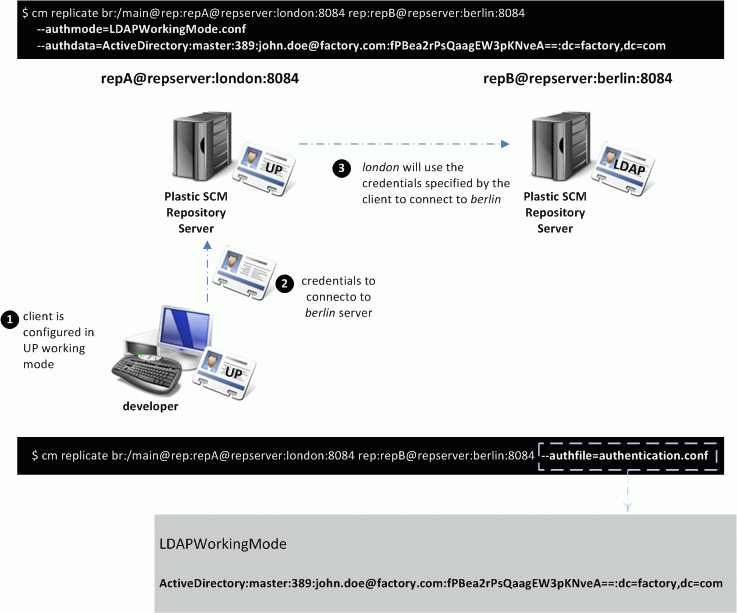 $ cm replicate br:/main@rep:repA@repserver:london:8084 rep:repB@repserver:berlin:8084
--authmode=LDAPWorkingMode.conf
--authdata=ActiveDirectory:master:389:john.doe@factory.com:fPBea2rPsQaagEW3pKNveA==:dc=factory,dc=com
repA@repserver:london:8084
repB@repserver:berlin:8084
UP
LDAP
Plastic SCM
Repository
Server
3 london will use the
credentials specified by the
client to connect to berlin
Plastic SCM
Repository
Server
2 credentials to
connecto to
berlin server
1 client is
configured in
UP working
mode
UP
developer
$ cm replicate br:/main@rep:repA@repserver:london:8084 rep:repB@repserver:berlin:8084 --authfile=authentication.conf
LDAPWorkingMode
ActiveDirectory:master:389:john.doe@factory.com:fPBea2rPsQaagEW3pKNveA==:dc=factory,dc=com